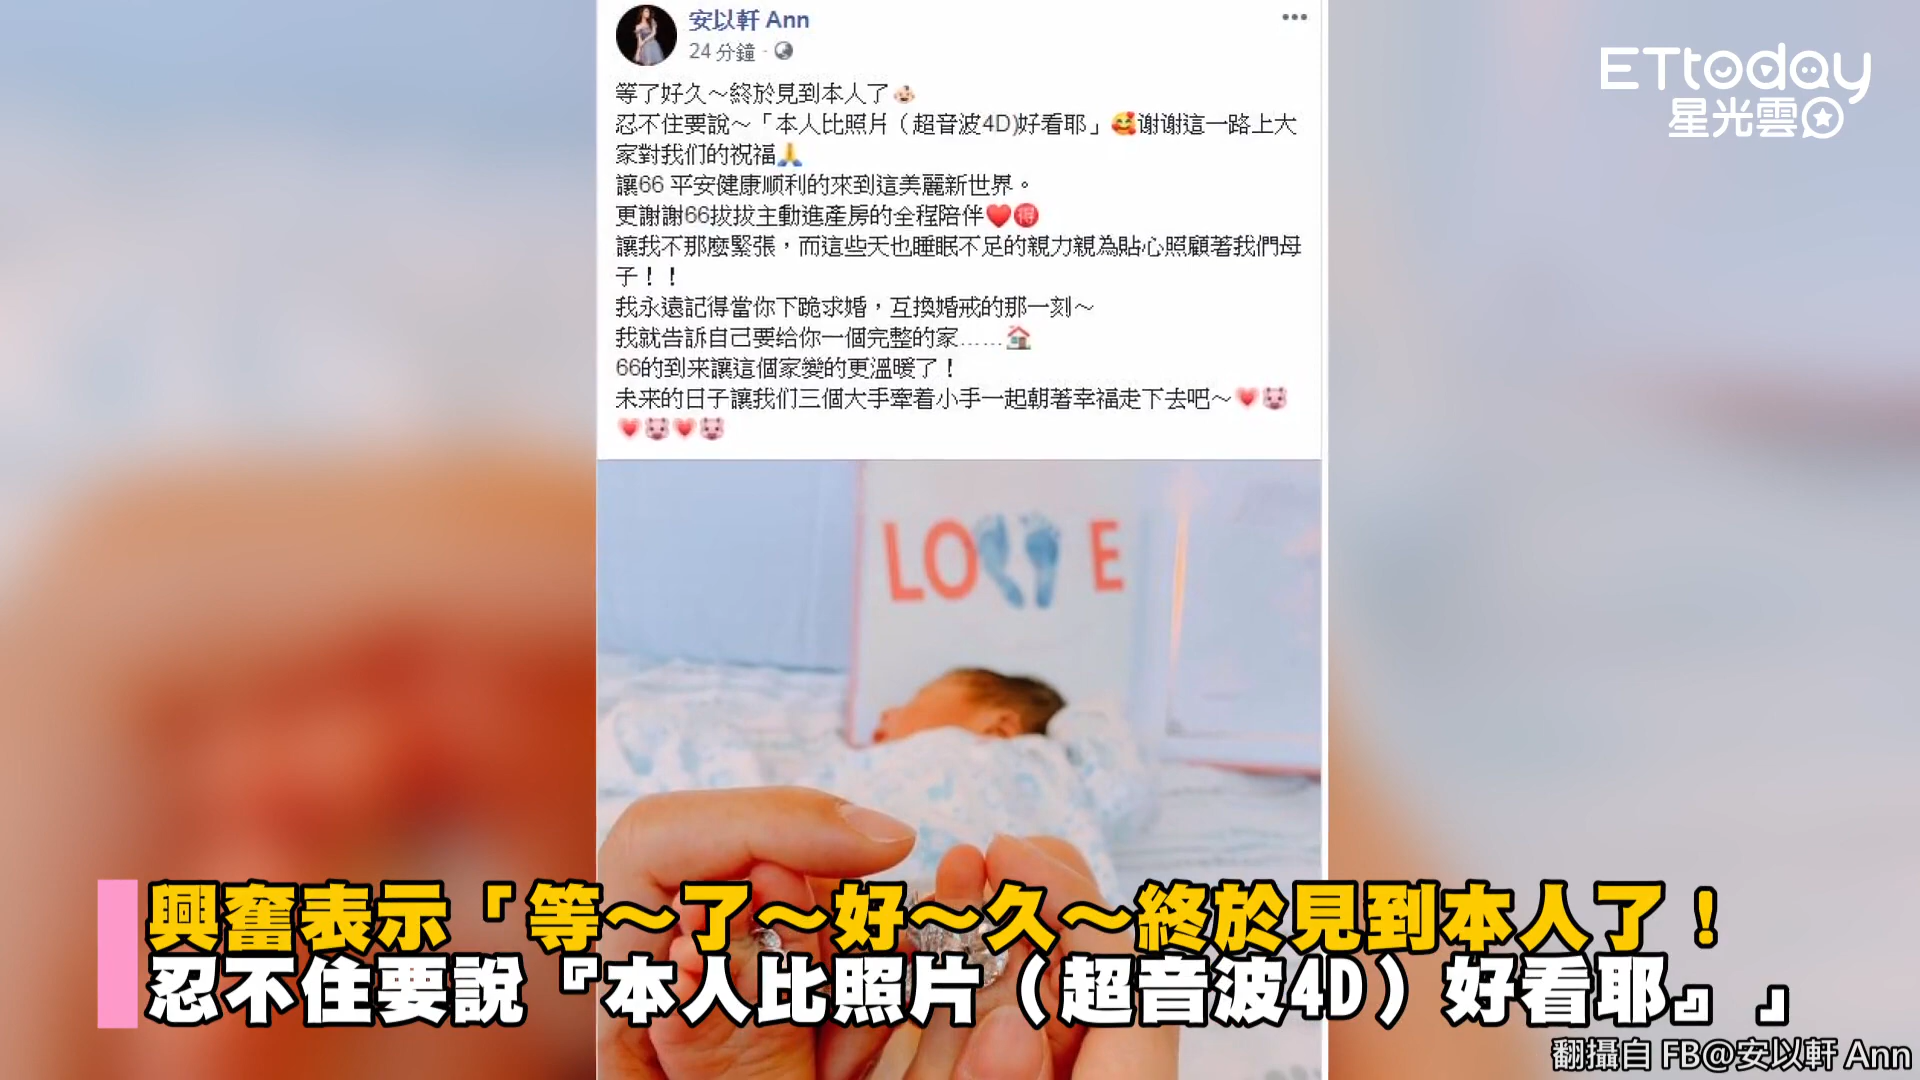 安以軒 Ann
24 分鐘
ETtoday
星光雲
等了好久～終於見到本人了
忍不住要說～「本人比照片（超音波4D)好看耶」🥰谢谢這一路上大
家對我们的祝福🙏
讓66 平安健康顺利的來到這美麗新世界。
更謝謝66拔拔主動進產房的全程陪伴❤️🉐
讓我不那麼緊張，而這些天也睡眠不足的親力親為貼心照顧著我們母
子！！
我永遠記得當你下跪求婚，互換婚戒的那一刻～
我就告訴自己要给你一個完整的家……🏠
66的到来讓這個家變的更溫暖了！
未来的日子讓我们三個大手牽着小手一起朝著幸福走下去吧～💗🐷
💗🐷💗🐷
LO E
興奮表示「等～了～好～久～終於見到本人了！
忍不住要說『本人比照片（超音波4D）好看耶』」
翻攝自 FB@安以軒 Ann